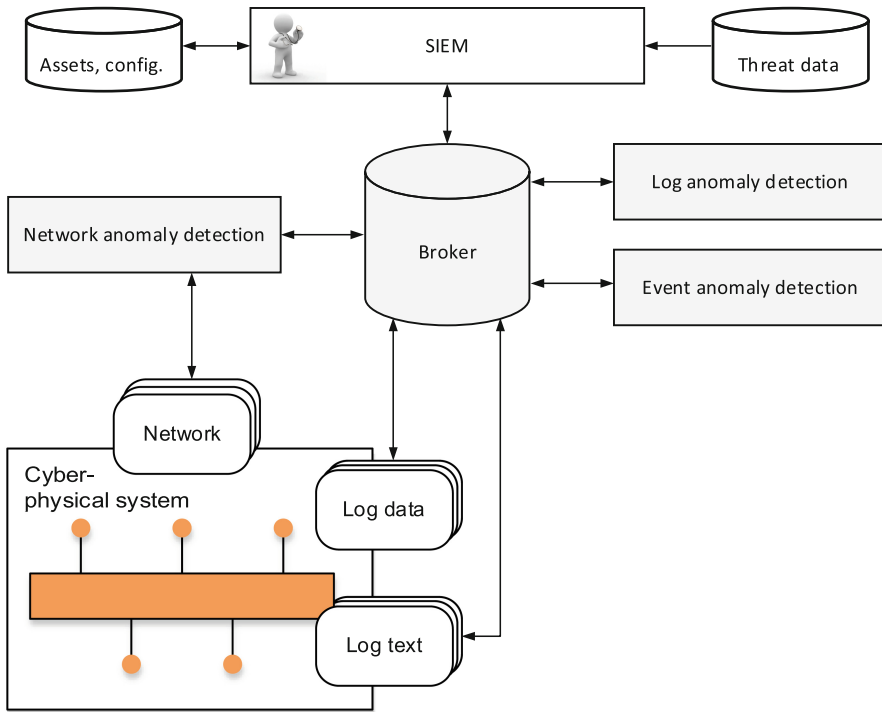 Assets, config.
SIEM
Threat data
Log anomaly detection
Network anomaly detection
Broker
Event anomaly detection
Network
Cyber-
physical system
Log data
Log text